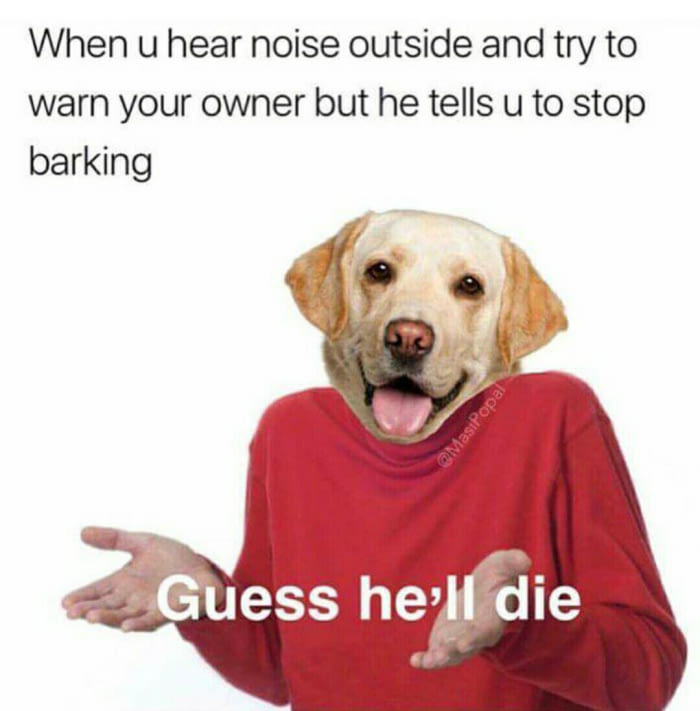 When u hear noise outside and try to
warn your owner but he tells u to stop
barking
@MasiPopal
Guess he'll die